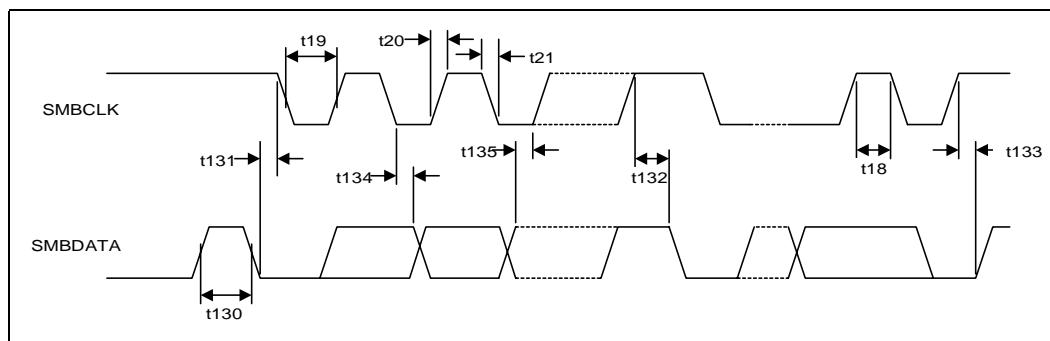 t19
t20
t21
SMBCLK
t131
t134
t135
t132
t18
t133
SMBDATA
t130